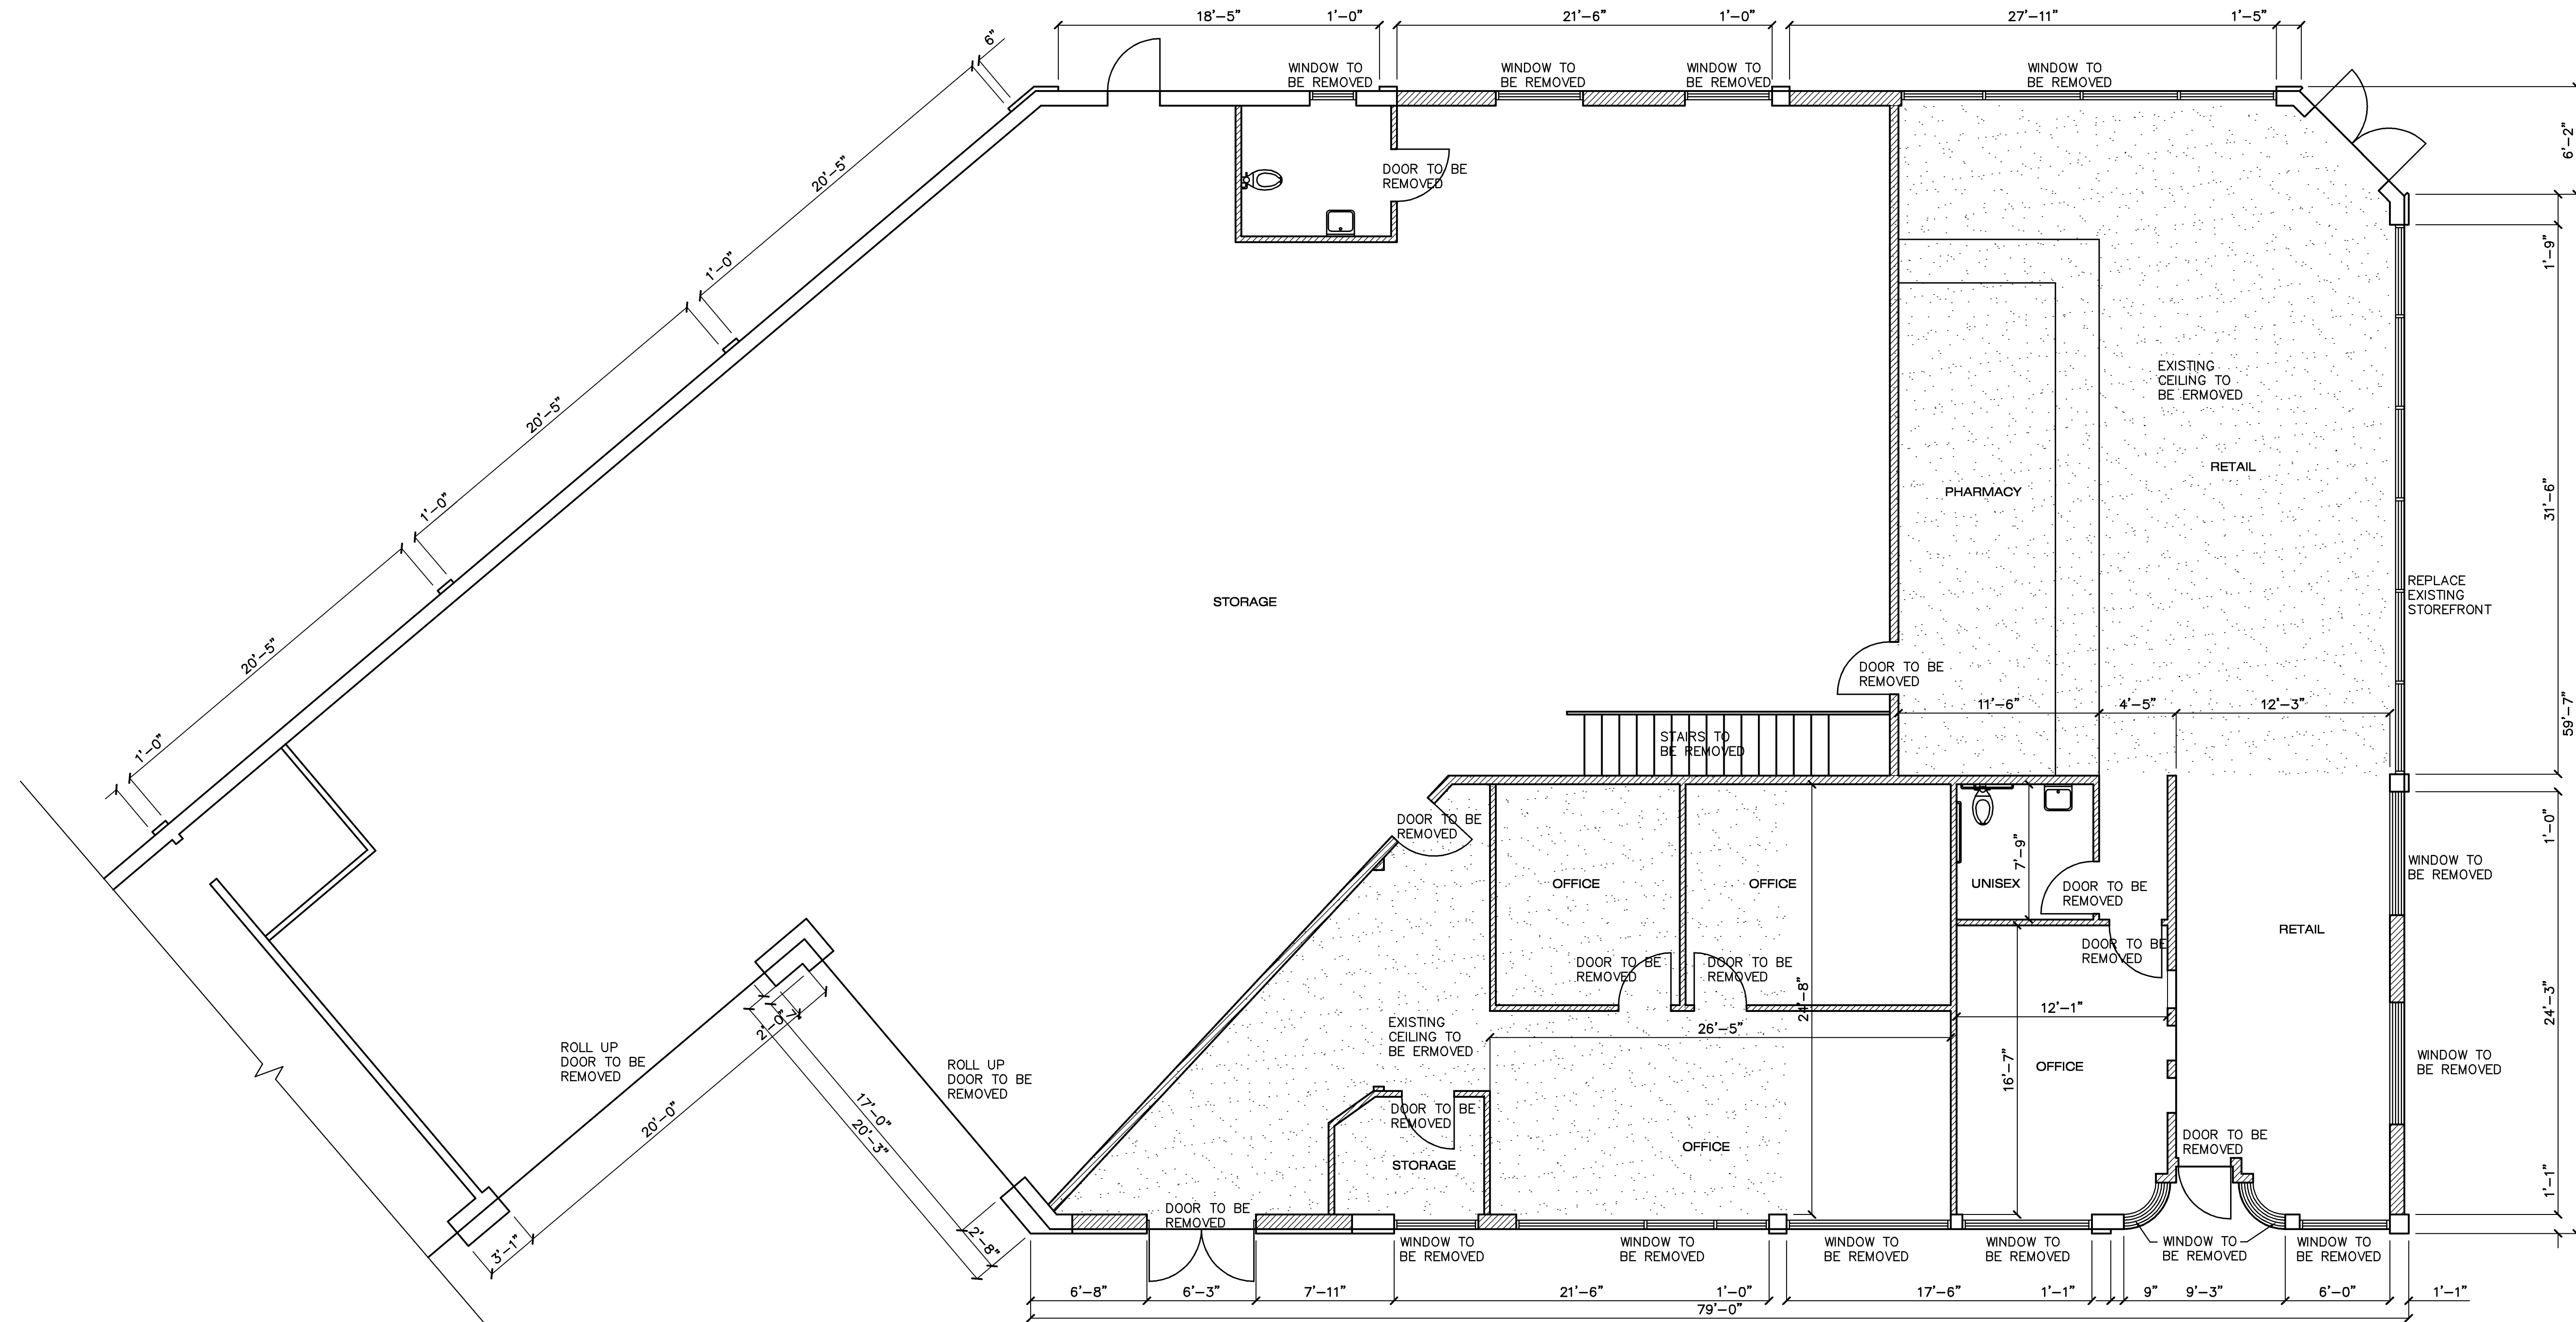 18'-5"
1'-0"
21'-6"
1'-0"
27'-11"
1'-5"
6"
WINDOW TO
BE REMOVED
WINDOW TO
BE REMOVED
WINDOW TO
BE REMOVED
WINDOW TO
BE REMOVED
6'-2"
20'-5"
DOOR TO BE
REMOVED
1'-0"
1'-9"
EXISTING
CEILING TO
BE ERMOVED
20'-5"
RETAIL
PHARMACY
31'-6"
1'-0"
STORAGE
REPLACE
EXISTING
STOREFRONT
20'-5"
DOOR TO BE
REMOVED
11'-6"
4'-5"
12'-3"
59'-7"
1'-0"
STAIRS TO
BE REMOVED
DOOR TO BE
REMOVED
7'-9"
1'-0"
WINDOW TO
BE REMOVED
OFFICE
OFFICE
UNISEX
DOOR TO BE
REMOVED
RETAIL
DOOR TO BE
REMOVED
DOOR TO BE
REMOVED
DOOR TO BE
REMOVED
24'-8"
24'-3"
12'-1"
2'-0"
7"
EXISTING
CEILING TO
BE ERMOVED
26'-5"
ROLL UP
DOOR TO BE
REMOVED
ROLL UP
DOOR TO BE
REMOVED
16'-7"
OFFICE
WINDOW TO
BE REMOVED
20'-0"
17'-0"
20'-3"
DOOR TO BE
REMOVED
OFFICE
DOOR TO BE
REMOVED
STORAGE
1'-1"
DOOR TO BE
REMOVED
3'-1"
2'-8"
WINDOW TO
BE REMOVED
WINDOW TO
BE REMOVED
WINDOW TO
BE REMOVED
WINDOW TO
BE REMOVED
WINDOW TO
BE REMOVED
WINDOW TO
BE REMOVED
6'-8"
6'-3"
7'-11"
21'-6"
1'-0"
17'-6"
1'-1"
9"
9'-3"
6'-0"
1'-1"
79'-0"